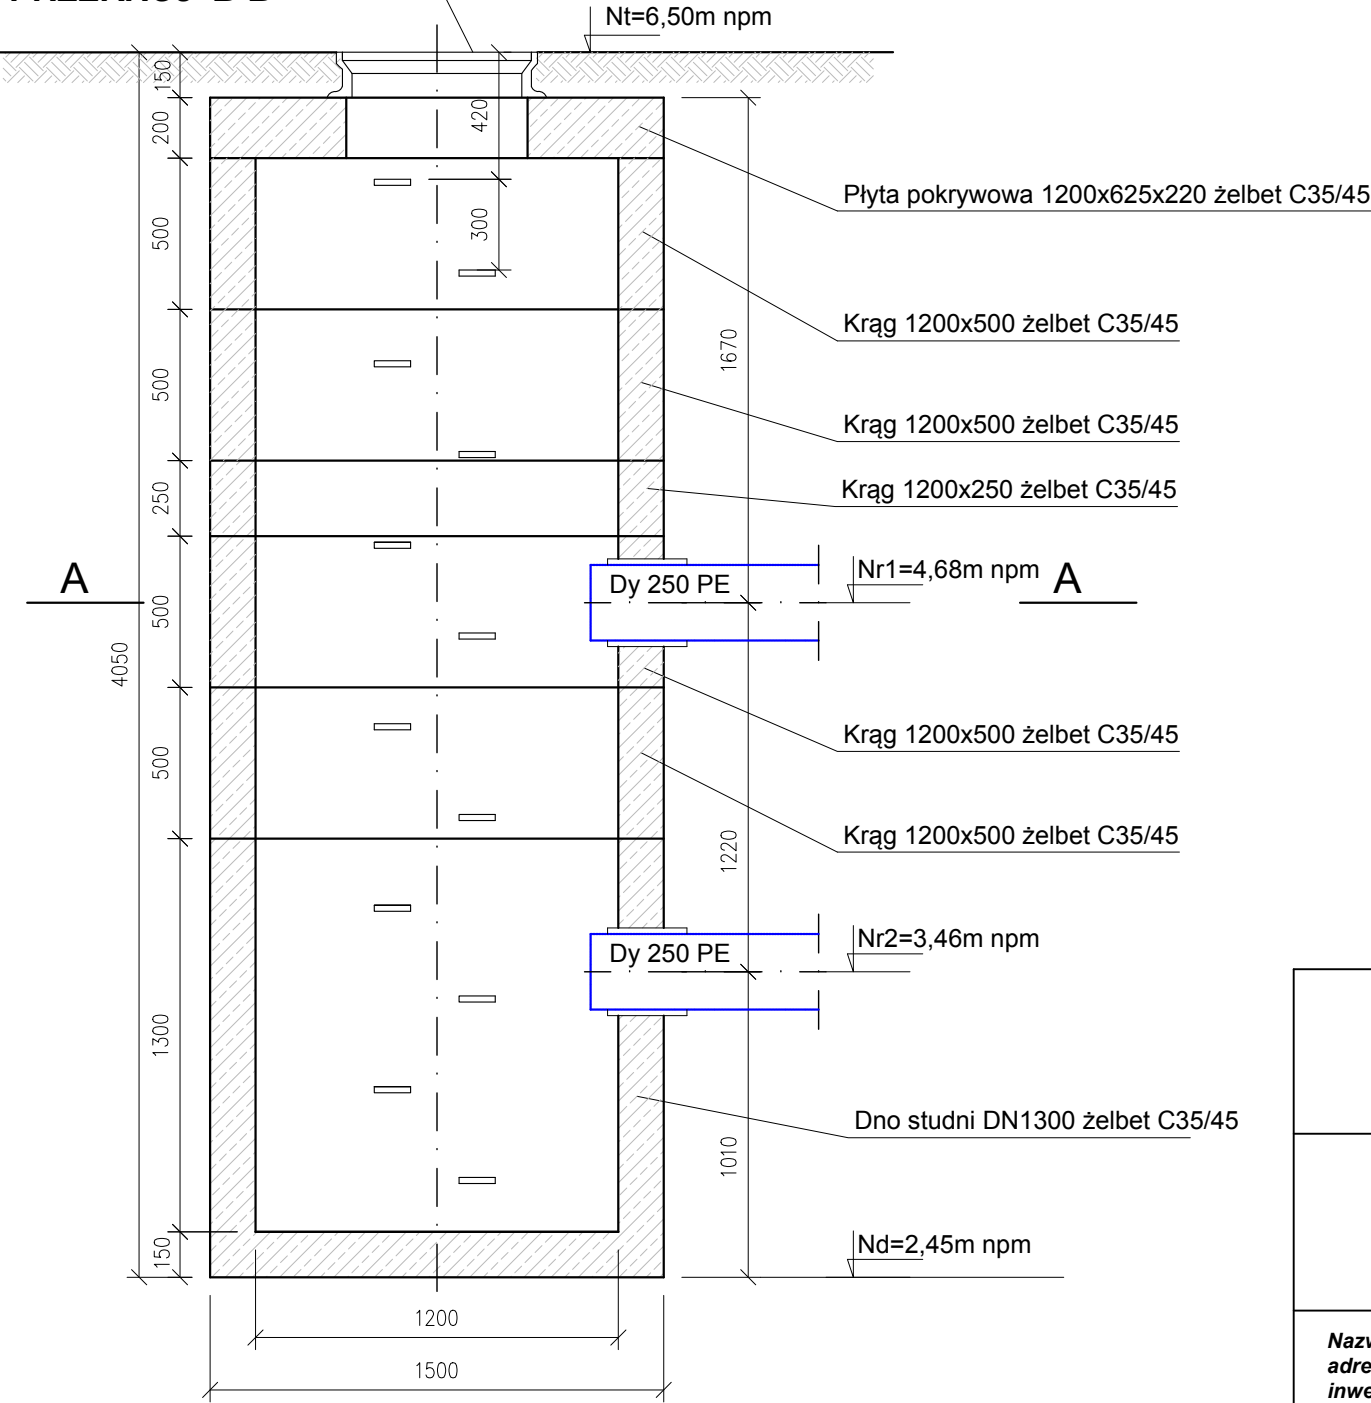 Nt=6,50m npm
150
200
420
Płyta pokrywowa 1200x625x220 żelbet C35/45
500
300
Krąg 1200x500 żelbet C35/45
1670
500
Krąg 1200x500 żelbet C35/45
250
Krąg 1200x250 żelbet C35/45
A
Dy 250 PE
Nr1=4,68m npm
A
500
4050
Krąg 1200x500 żelbet C35/45
500
Krąg 1200x500 żelbet C35/45
1220
Dy 250 PE
Nr2=3,46m npm
1300
Dno studni DN1300 żelbet C35/45
1010
150
Nd=2,45m npm
1200
1500